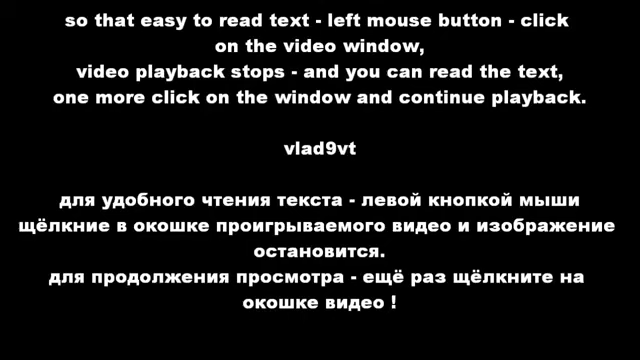 so that easy to read text - left mouse button - click
on the video window,
video playback stops - and you can read the text,
one more click on the window and continue playback.
vlad9vt
для удобного чтения текста - левой кнопкой мыши
щёлкние в окошке проигрываемого видео и изображение
остановится.
для продолжения просмотра - ещё раз щёлкните на
окошке видео !